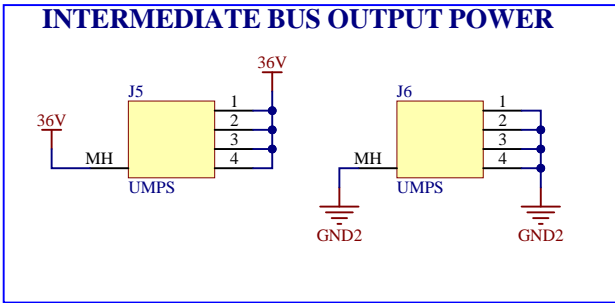 INTERMEDIATE BUS OUTPUT POWER
36V
J5
J6
36V
1
2
3
4
MH
UMPS
1
2
3
4
MH
UMPS
GND2
GND2